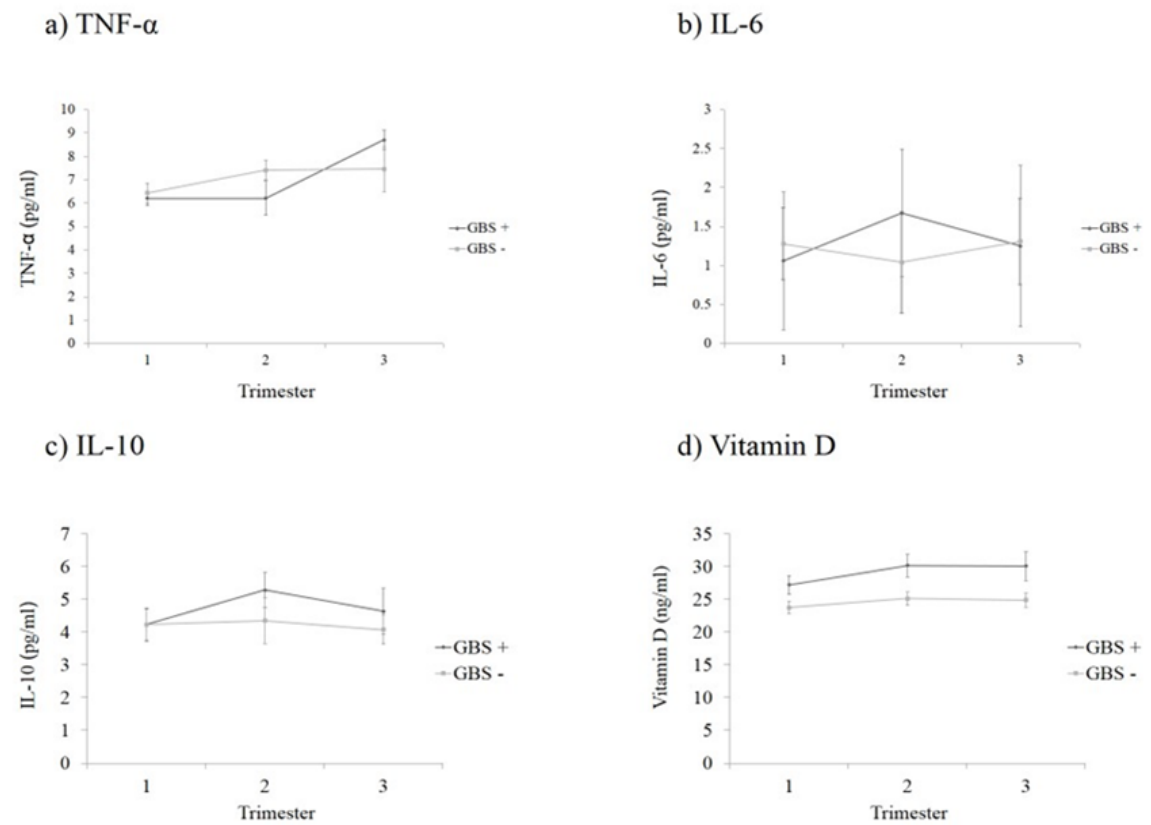 a) TNF-α
TNF-α (pg/ml)
10
9
8
7
6
5
4
3
2
1
0
1 2 3
Trimester
GBS +
GBS -
b) IL-6
IL-6 (pg/ml)
3
2.5
2
1.5
1
0.5
0
1 2 3
Trimester
GBS +
GBS -
c) IL-10
IL-10 (pg/ml)
7
6
5
4
3
2
1
0
1 2 3
Trimester
GBS +
GBS -
d) Vitamin D
Vitamin D (ng/ml)
35
30
25
20
15
10
5
0
1 2 3
Trimester
GBS +
GBS -